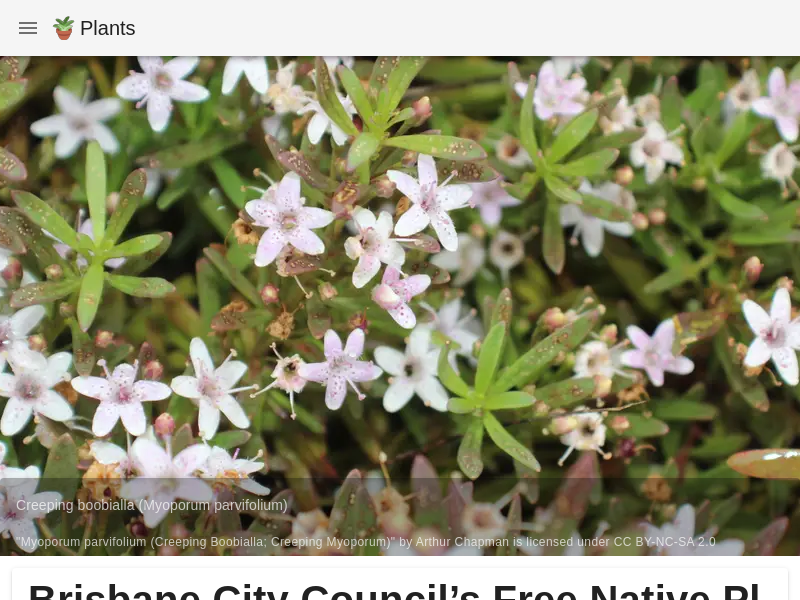 Plants
Creeping boobialla (Myoporum parvifolium)
"Myoporum parvifolium (Creeping Boobialla; Creeping Myoporum)" by Arthur Chapman is licensed under CC BY-NC-SA 2.0
Brisbane City Council’s Free Native Pl